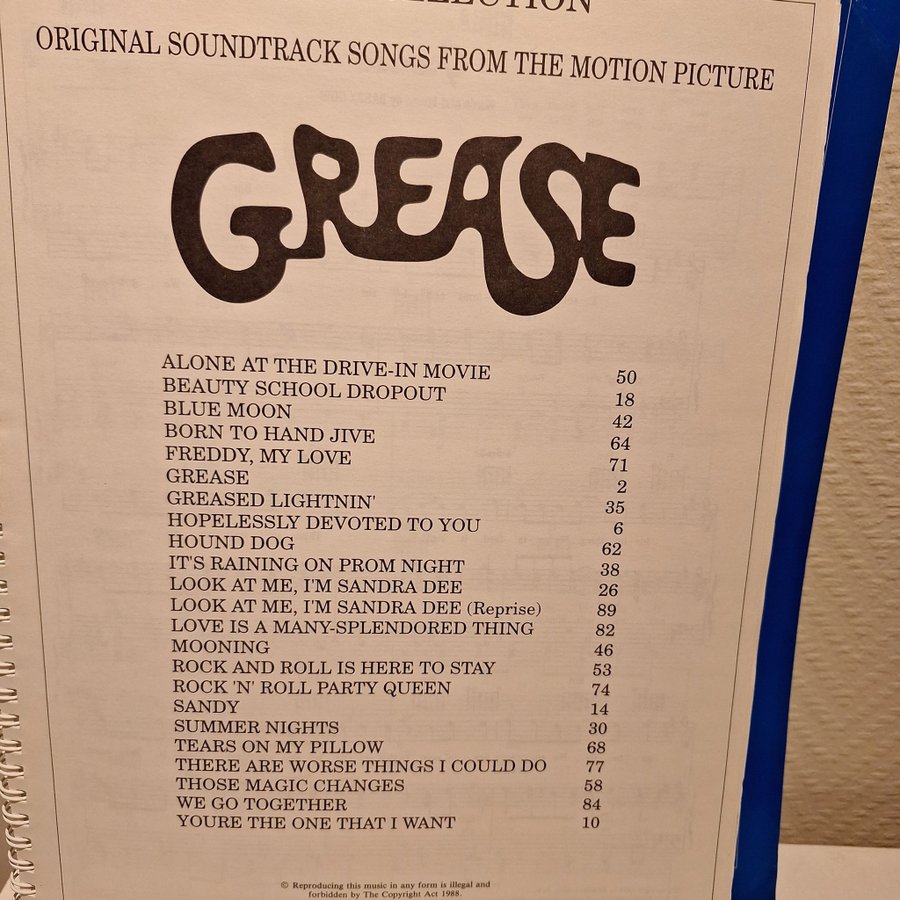 ORIGINAL SOUNDTRACK SONGS FROM THE MOTION PICTURE
GREASE
ALONE AT THE DRIVE-IN MOVIE 50
BEAUTY SCHOOL DROPOUT 18
BLUE MOON 42
BORN TO HAND JIVE 64
FREDDY, MY LOVE 71
GREASE 2
GREASED LIGHTNIN' 35
HOPELESSLY DEVOTED TO YOU 6
HOUND DOG 62
IT'S RAINING ON PROM NIGHT 38
LOOK AT ME, I'M SANDRA DEE 26
LOOK AT ME, I'M SANDRA DEE (Reprise) 89
LOVE IS A MANY-SPLENDORED THING 82
MOONING 46
ROCK AND ROLL IS HERE TO STAY 53
ROCK 'N' ROLL PARTY QUEEN 74
SANDY 14
SUMMER NIGHTS 30
TEARS ON MY PILLOW 68
THERE ARE WORSE THINGS I COULD DO 77
THOSE MAGIC CHANGES 58
WE GO TOGETHER 84
YOURE THE ONE THAT I WANT 10
© Reproducing this music in any form is illegal and
forbidden by The Copyright Act 1988.